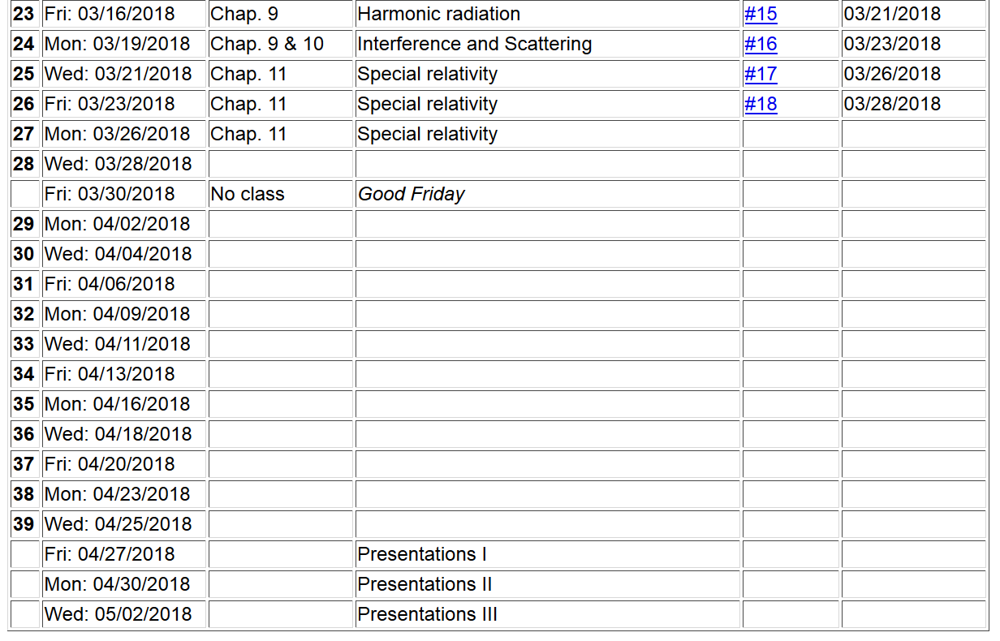 23 Fri: 03/16/2018 Chap. 9 Harmonic radiation #15 03/21/2018
24 Mon: 03/19/2018 Chap. 9 & 10 Interference and Scattering #16 03/23/2018
25 Wed: 03/21/2018 Chap. 11 Special relativity #17 03/26/2018
26 Fri: 03/23/2018 Chap. 11 Special relativity #18 03/28/2018
27 Mon: 03/26/2018 Chap. 11 Special relativity
28 Wed: 03/28/2018
Fri: 03/30/2018 No class Good Friday
29 Mon: 04/02/2018
30 Wed: 04/04/2018
31 Fri: 04/06/2018
32 Mon: 04/09/2018
33 Wed: 04/11/2018
34 Fri: 04/13/2018
35 Mon: 04/16/2018
36 Wed: 04/18/2018
37 Fri: 04/20/2018
38 Mon: 04/23/2018
39 Wed: 04/25/2018
Fri: 04/27/2018 Presentations I
Mon: 04/30/2018 Presentations II
Wed: 05/02/2018 Presentations III